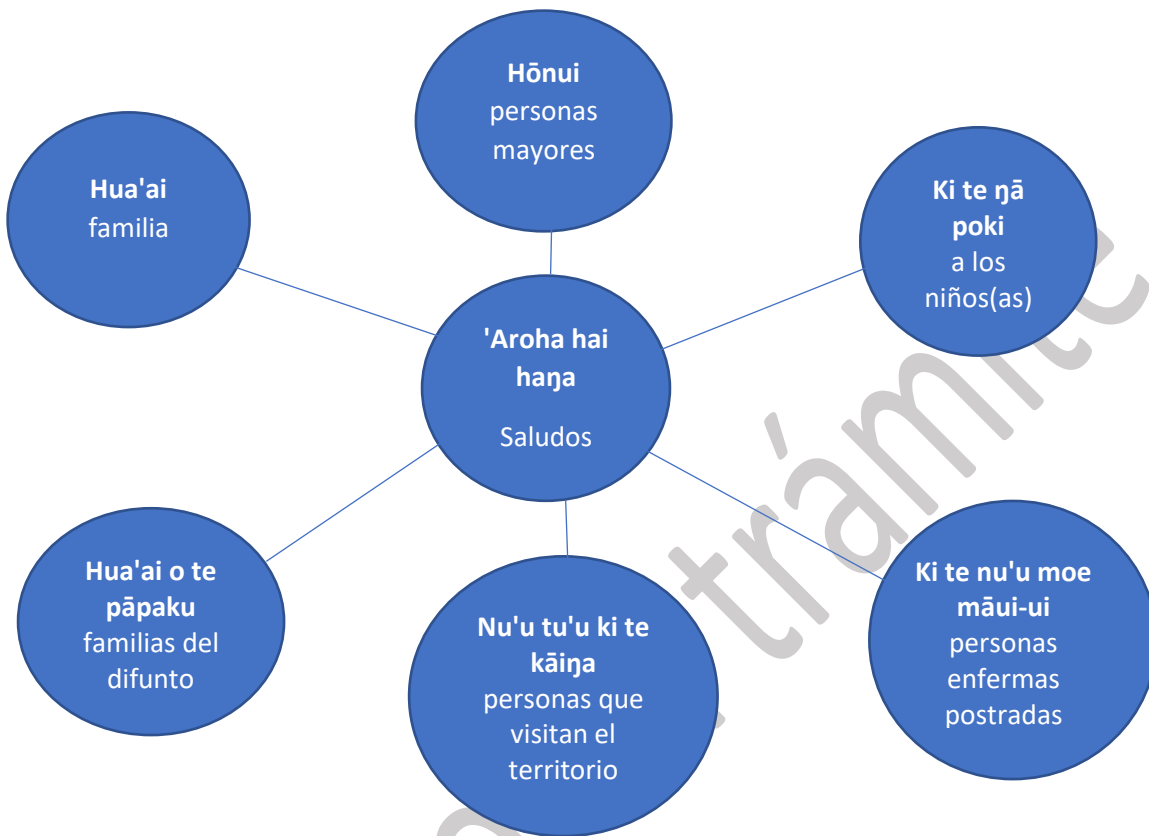 Hōnui
personas
mayores
Hua'ai
familia
Ki te ŋā
poki
a los
niños(as)
'Aroha hai
haŋa
Saludos
Hua'ai o te
pāpaku
familias del
difunto
Nu'u tu'u ki te
kāiŋa
personas que
visitan el
territorio
Ki te nu'u moe
māui-ui
personas
enfermas
postradas
trámite